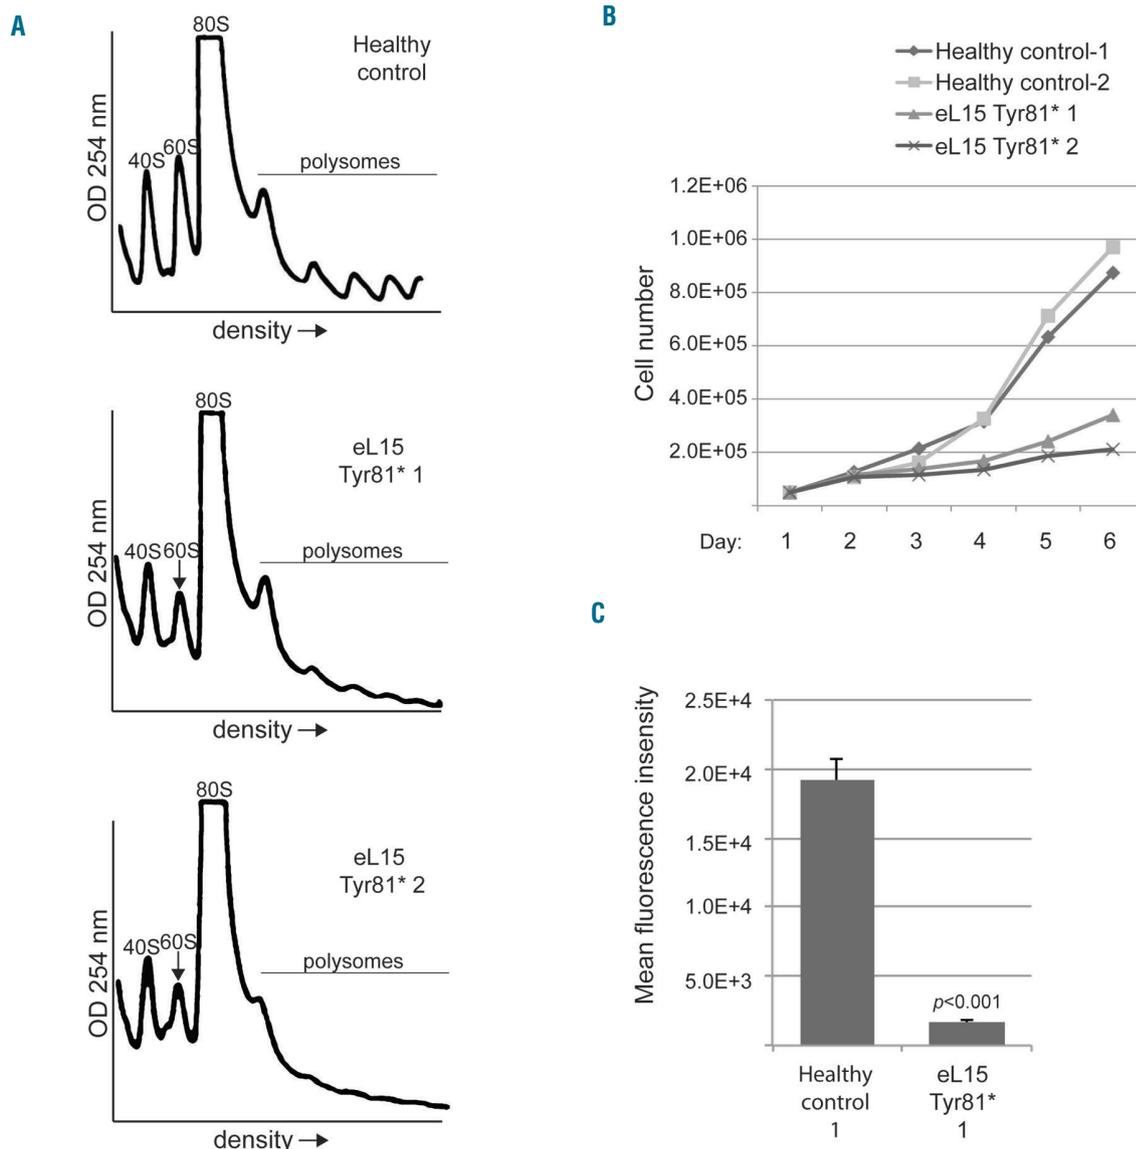 A
80S
Healthy
control
60S
40S
polysomes
OD 254 nm
density →
80S
eL15
Tyr81* 1
40S 60S
polysomes
OD 254 nm
density →
80S
eL15
Tyr81* 2
40S 60S
polysomes
OD 254 nm
density →
B
Healthy control-1
Healthy control-2
eL15 Tyr81* 1
eL15 Tyr81* 2
Cell number
1.2E+06
1.0E+06
8.0E+05
6.0E+05
4.0E+05
2.0E+05
Day: 1 2 3 4 5 6
C
Mean fluorescence insensity
2.5E+4
2.0E+4
1.5E+4
1.0E+4
5.0E+3
p<0.001
Healthy
control
1
eL15
Tyr81*
1